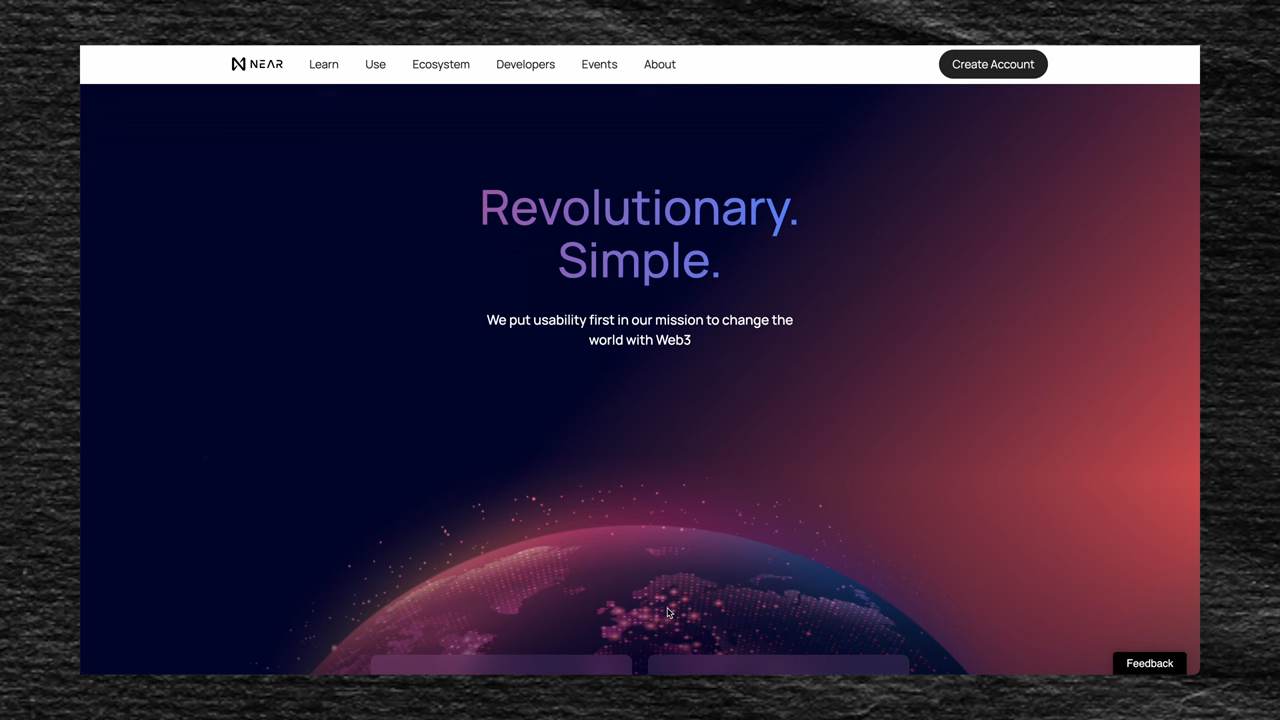 NEAR Learn Use Ecosystem Developers Events About Create Account
Revolutionary.
Simple.
We put usability first in our mission to change the
world with Web3
Feedback